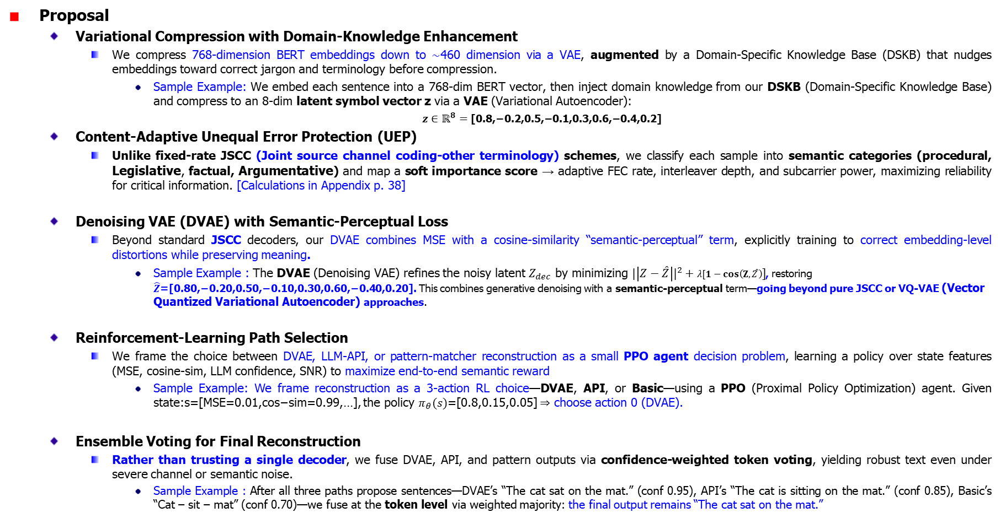 Proposal
Variational Compression with Domain-Knowledge Enhancement
We compress 768-dimension BERT embeddings down to ~460 dimension via a VAE, augmented by a Domain-Specific Knowledge Base (DSKB) that nudges
embeddings toward correct jargon and terminology before compression.
Sample Example: We embed each sentence into a 768-dim BERT vector, then inject domain knowledge from our DSKB (Domain-Specific Knowledge Base)
and compress to an 8-dim latent symbol vector z via a VAE (Variational Autoencoder):
z ∈ ℝ⁸ = [0.8,−0.2,0.5,−0.1,0.3,0.6,−0.4,0.2]
Content-Adaptive Unequal Error Protection (UEP)
Unlike fixed-rate JSCC (Joint source channel coding-other terminology) schemes, we classify each sample into semantic categories (procedural,
Legislative, factual, Argumentative) and map a soft importance score → adaptive FEC rate, interleaver depth, and subcarrier power, maximizing reliability
for critical information. [Calculations in Appendix p. 38]
Denoising VAE (DVAE) with Semantic-Perceptual Loss
Beyond standard JSCC decoders, our DVAE combines MSE with a cosine-similarity “semantic-perceptual” term, explicitly training to correct embedding-level
distortions while preserving meaning.
Sample Example : The DVAE (Denoising VAE) refines the noisy latent Z_dec by minimizing ||Z − Ẑ||² + λ[1 − cos(Z, Ẑ)], restoring
Ẑ=[0.80,−0.20,0.50,−0.10,0.30,0.60,−0.40,0.20]. This combines generative denoising with a semantic-perceptual term—going beyond pure JSCC or VQ-VAE (Vector
Quantized Variational Autoencoder) approaches.
Reinforcement-Learning Path Selection
We frame the choice between DVAE, LLM-API, or pattern-matcher reconstruction as a small PPO agent decision problem, learning a policy over state features
(MSE, cosine-sim, LLM confidence, SNR) to maximize end-to-end semantic reward
Sample Example: We frame reconstruction as a 3-action RL choice—DVAE, API, or Basic—using a PPO (Proximal Policy Optimization) agent. Given
state:s=[MSE=0.01,cos−sim=0.99,…], the policy π_θ(s)=[0.8,0.15,0.05] ⇒ choose action 0 (DVAE).
Ensemble Voting for Final Reconstruction
Rather than trusting a single decoder, we fuse DVAE, API, and pattern outputs via confidence-weighted token voting, yielding robust text even under
severe channel or semantic noise.
Sample Example : After all three paths propose sentences—DVAE’s “The cat sat on the mat.” (conf 0.95), API’s “The cat is sitting on the mat.” (conf 0.85), Basic’s
“Cat – sit – mat” (conf 0.70)—we fuse at the token level via weighted majority: the final output remains “The cat sat on the mat.”